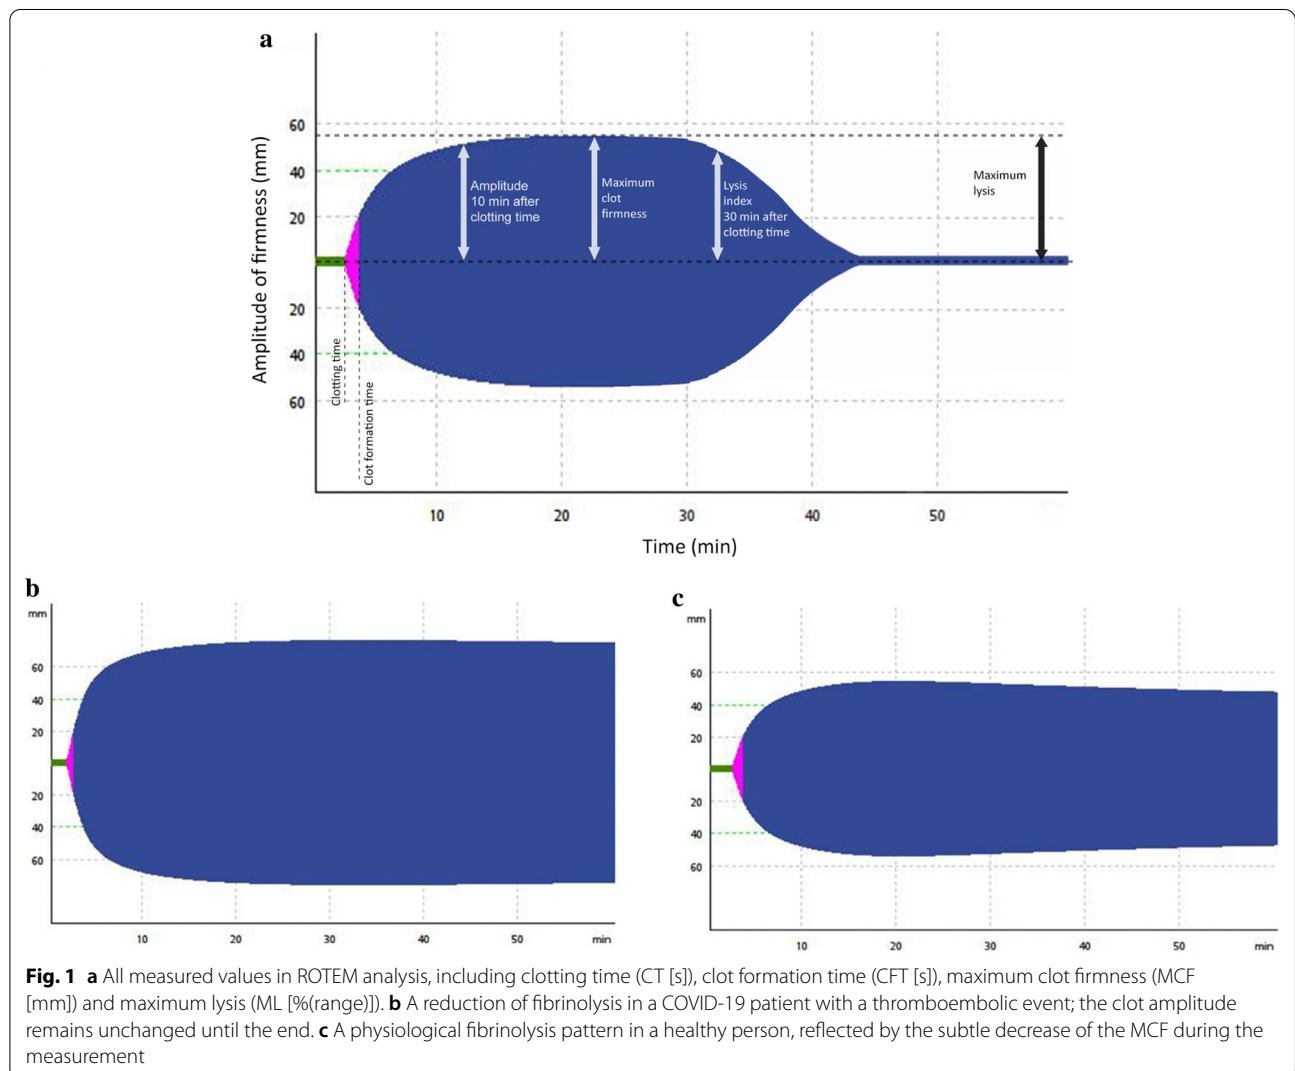 a
Amplitude of firmness (mm)
60
40
20
20
40
60
Amplitude
10 min after
clotting time
Maximum
clot
firmness
Lysis
index
30 min after
clotting time
Maximum
lysis
Clotting time
Clot formation time
10 20 30 40 50
Time (min)
b
mm
60
40
20
20
40
60
10 20 30 40 50 min
c
mm
60
40
20
20
40
60
10 20 30 40 50 min
Fig. 1 a All measured values in ROTEM analysis, including clotting time (CT [s]), clot formation time (CFT [s]), maximum clot firmness (MCF
[mm]) and maximum lysis (ML [%(range)]). b A reduction of fibrinolysis in a COVID-19 patient with a thromboembolic event; the clot amplitude
remains unchanged until the end. c A physiological fibrinolysis pattern in a healthy person, reflected by the subtle decrease of the MCF during the
measurement